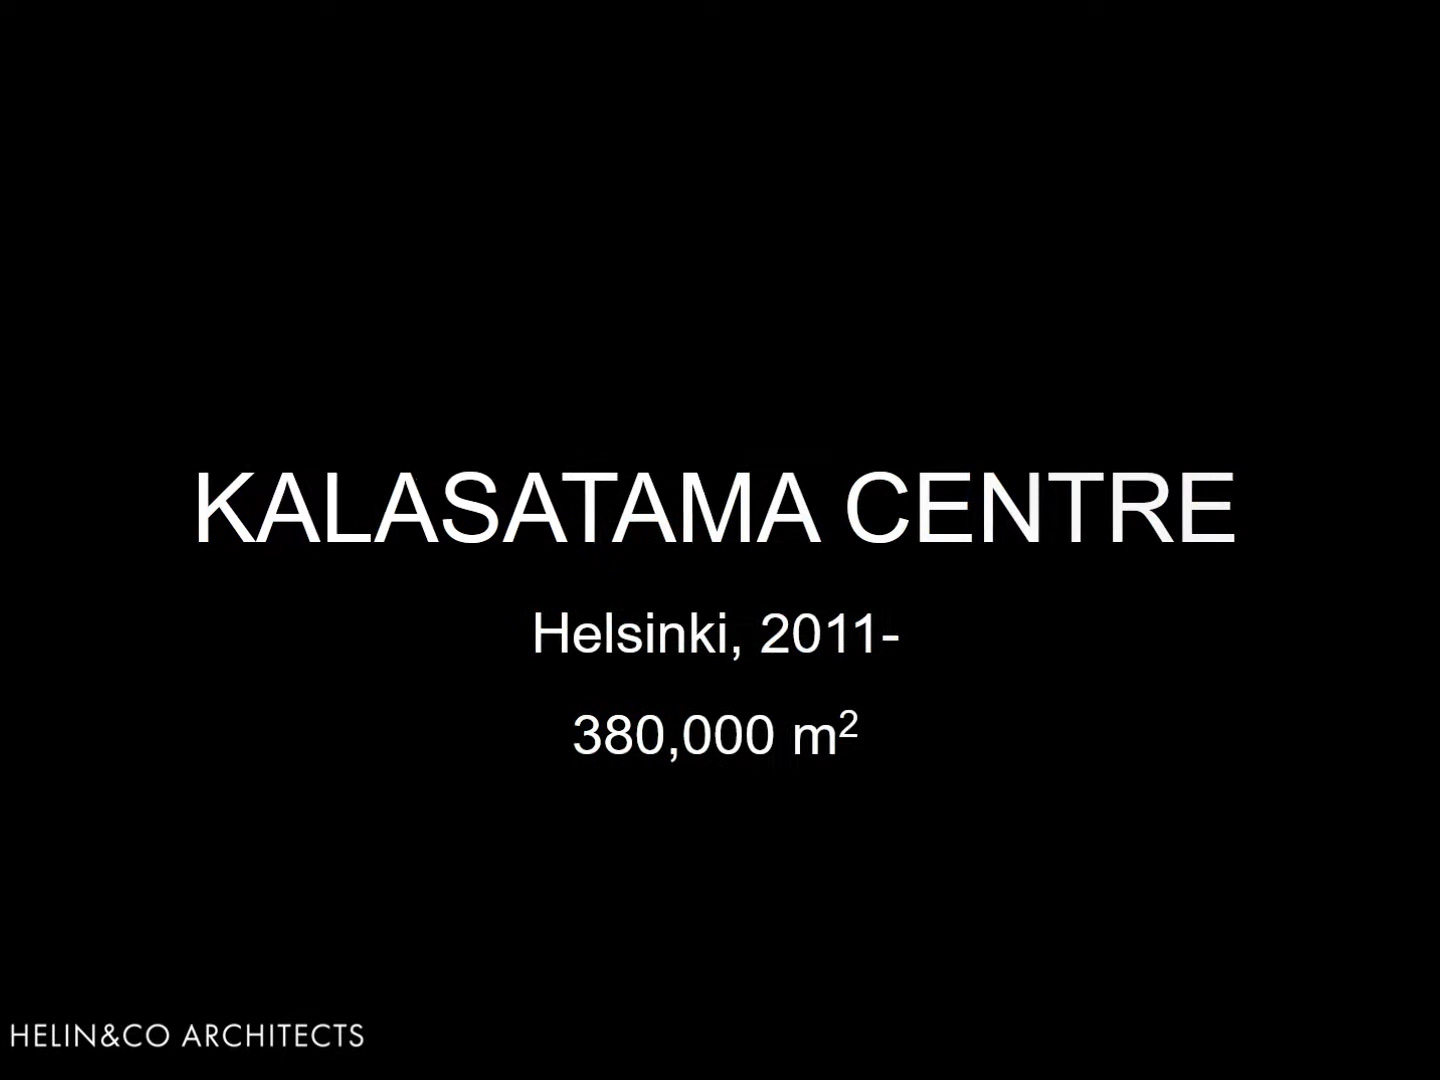 KALASATAMA CENTRE
Helsinki, 2011-
380,000 m²
HELIN&CO ARCHITECTS